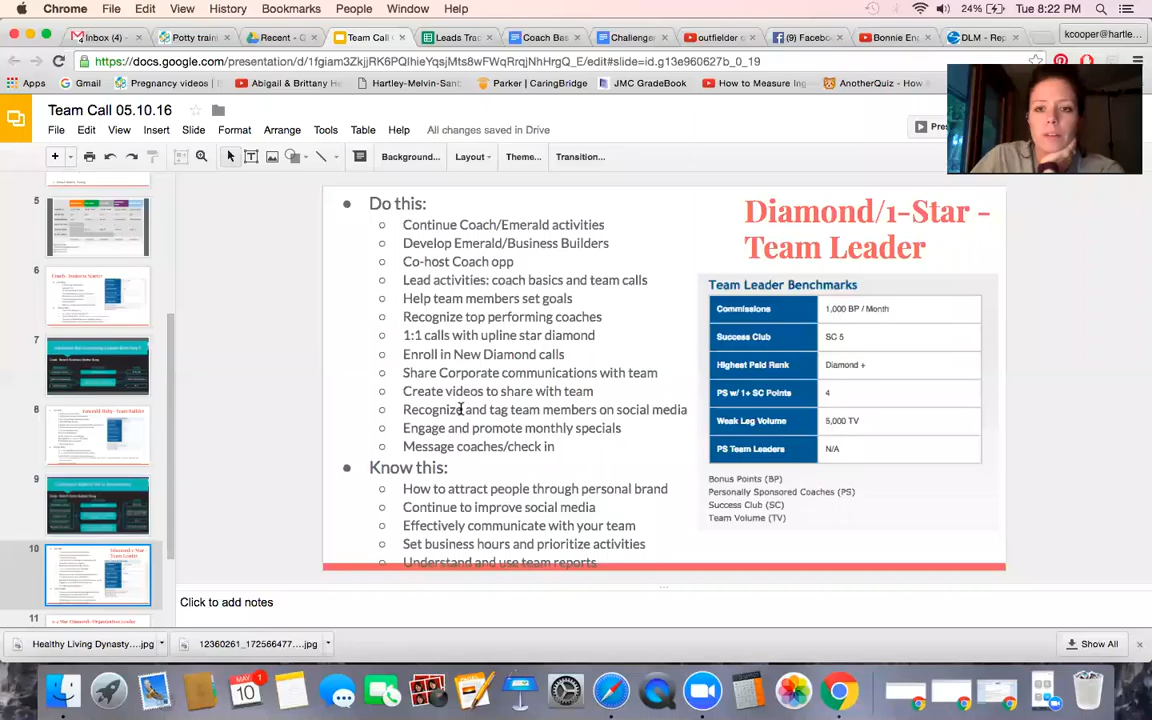 Chrome File Edit View History Bookmarks People Window Help 24% Tue 8:22 PM
Inbox (4) - Potty traini Recent - G Team Call Leads Trac Coach Bas Challenger outfielder (9) Faceboo Bonnie Eng DLM - Rep kcooper@hartle...
https://docs.google.com/presentation/d/1fgiam3ZkjjRK6PQlhieYqsjMts8wFWqRrqjNhHrgQ_E/edit#slide=id.g13e960627b_0_19
Apps Gmail Pregnancy videos | Abigail & Brittany H Hartley-Melvin-Sart Parker / CaringBridge JMC GradeBook How to Measure Ing AnotherQuiz - How
Team Call 05.10.16
File Edit View Insert Slide Format Arrange Tools Table Help All changes saved in Drive
Pres
Background... Layout Theme... Transition...
5
6
7
8
9
10
11
Do this:
Continue Coach/Emerald activities
Develop Emerald/Business Builders
Co-host Coach opp
Lead activities: coach basics and team calls
Help team members set goals
Recognize top performing coaches
1:1 calls with upline star diamond
Enroll in New Diamond calls
Share Corporate communications with team
Create videos to share with team
Recognize and tag team members on social media
Engage and promote monthly specials
Message coaches/check in
Know this:
How to attract people through personal brand
Continue to improve social media
Effectively communicate with your team
Set business hours and prioritize activities
Understand and use team reports
Diamond/1-Star -
Team Leader
Team Leader Benchmarks
Commissions 1,000 BP / Month
Success Club SC 5
Highest Paid Rank Diamond +
PS w/ 1+ SC Points 4
Weak Leg Volume 5,000 TV
PS Team Leaders N/A
Bonus Points (BP)
Personally Sponsored Coaches (PS)
Success Club (SC)
Team Volume (TV)
Click to add notes
Healthy Living Dynasty....jpg 12360261_172566477....jpg Show All
MAY 10 1